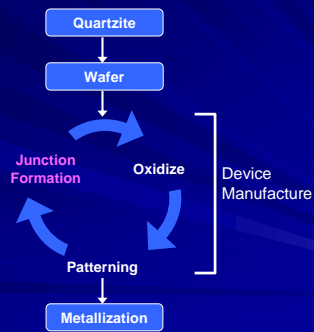 Quartzite
Wafer
Junction
Formation
Oxidize
Device
Manufacture
Patterning
Metallization